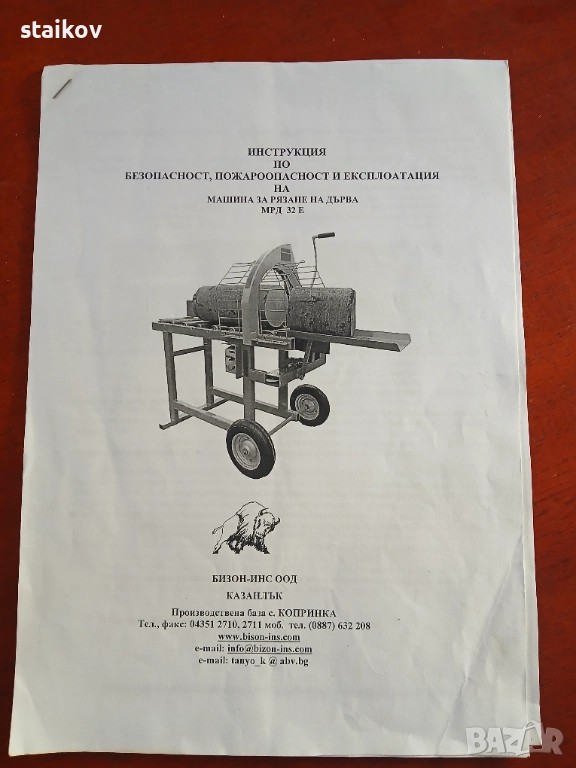 staikov
ИНСТРУКЦИЯ
ПО
БЕЗОПАСНОСТ, ПОЖАРООПАСНОСТ И ЕКСПЛОАТАЦИЯ
НА
МАШИНА ЗА РЯЗАНЕ НА ДЪРВА
МРД 32 Е
БИЗОН-ИНС ООД
КАЗАНЛЪК
Производствена база с. КОПРИНКА
Тел., факс: 04351 2710, 2711 моб. тел. (0887) 632 208
www.bison-ins.com
e-mail: info@bizon-ins.com
e-mail: tanyo_k @ abv.bg
BAZAR